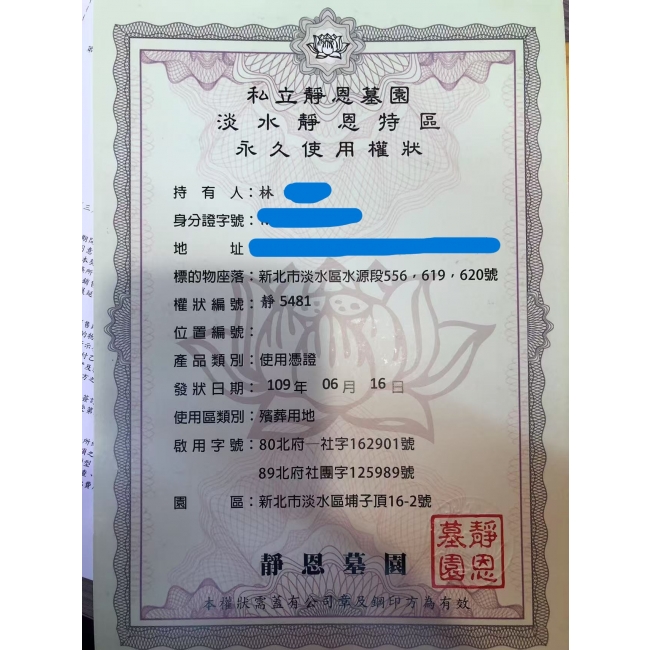 私立靜恩墓園
淡水靜恩特區
永久使用權狀
持有人：林
身分證字號：
地址
標的物座落：新北市淡水區水源段556，619，620號
權狀編號：靜 5481
位置編號：
產品類別：使用憑證
發狀日期： 109 年 06 月 16 日
使用區類別：殯葬用地
啟用字號：80北府一社字162901號
89北府社團字125989號
園區：新北市淡水區埔子頂16-2號
靜恩墓園
靜恩墓園
本權狀需蓋有公司章及鋼印方為有效